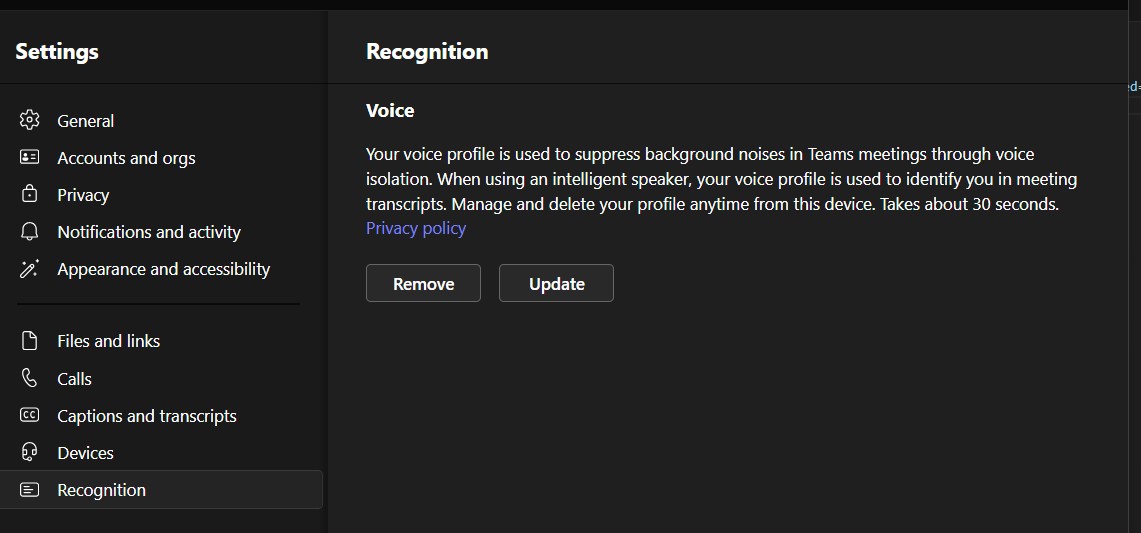 Settings
General
Accounts and orgs
Privacy
Notifications and activity
Appearance and accessibility
Files and links
Calls
CC Captions and transcripts
Devices
Recognition
Recognition
Voice
Your voice profile is used to suppress background noises in Teams meetings through voice
isolation. When using an intelligent speaker, your voice profile is used to identify you in meeting
transcripts. Manage and delete your profile anytime from this device. Takes about 30 seconds.
Privacy policy
Remove Update
ed=